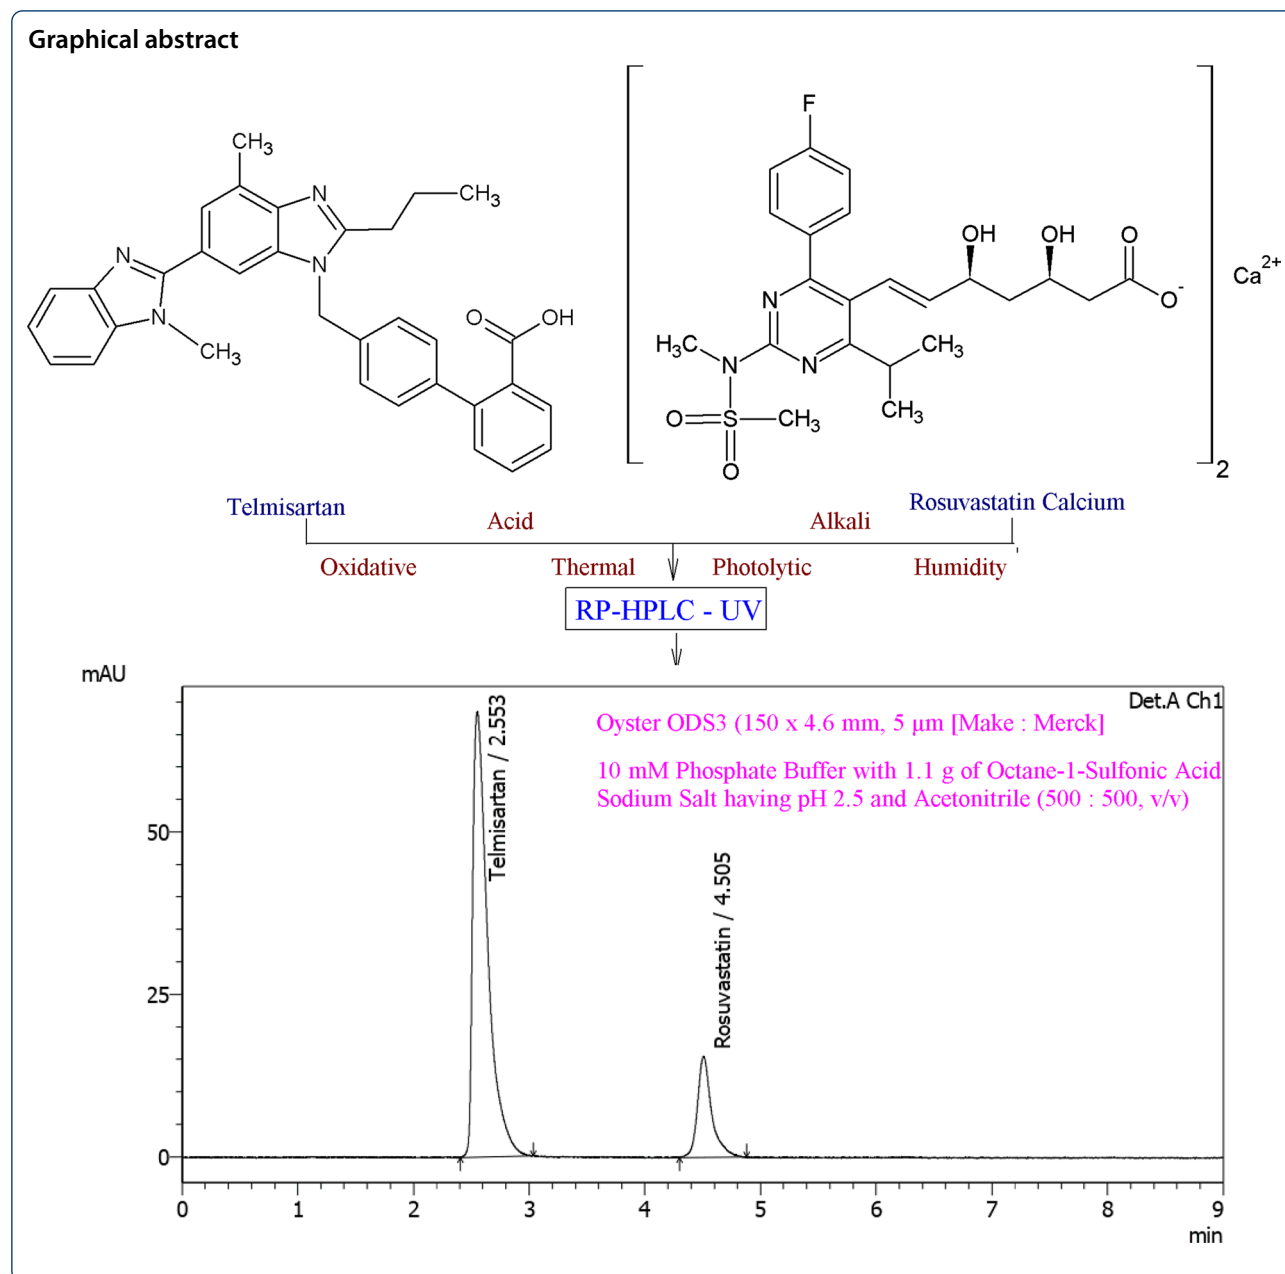 Graphical abstract
CH3
N
CH3
N
N
N
CH3
O
OH
F
OH
OH
O
O-
Ca2+
N
N
H3C
N
CH3
CH3
O
S
CH3
O
2
Telmisartan
Rosuvastatin Calcium
Acid
Alkali
Oxidative
Thermal
Photolytic
Humidity
RP-HPLC - UV
mAU
Det.A Ch1
Oyster ODS3 (150 x 4.6 mm, 5 μm [Make : Merck]
10 mM Phosphate Buffer with 1.1 g of Octane-1-Sulfonic Acid
Sodium Salt having pH 2.5 and Acetonitrile (500 : 500, v/v)
Telmisartan / 2.553
Rosuvastatin / 4.505
50
25
0
0 1 2 3 4 5 6 7 8 9
min